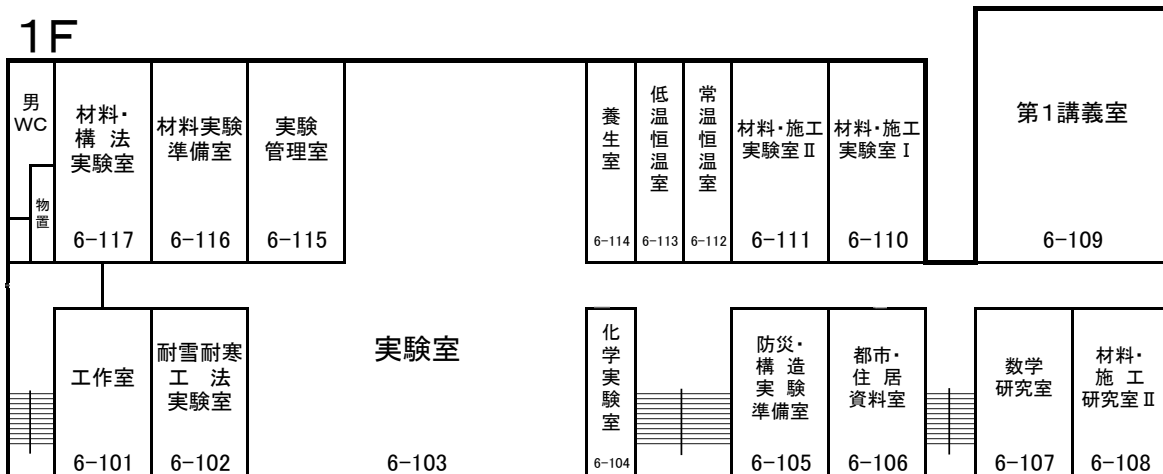 1F
男
WC
物置
材料・
構 法
実験室
6-117
材料実験
準備室
6-116
実験
管理室
6-115
養生室
6-114
低温恒温室
6-113
常温恒温室
6-112
材料・施工
実験室Ⅱ
6-111
材料・施工
実験室Ⅰ
6-110
第1講義室
6-109
工作室
6-101
耐雪耐寒
工 法
実験室
6-102
実験室
6-103
化学実験室
6-104
防災・
構 造
実 験
準備室
6-105
都市・
住 居
資料室
6-106
数学
研究室
6-107
材料・
施 工
研究室Ⅱ
6-108